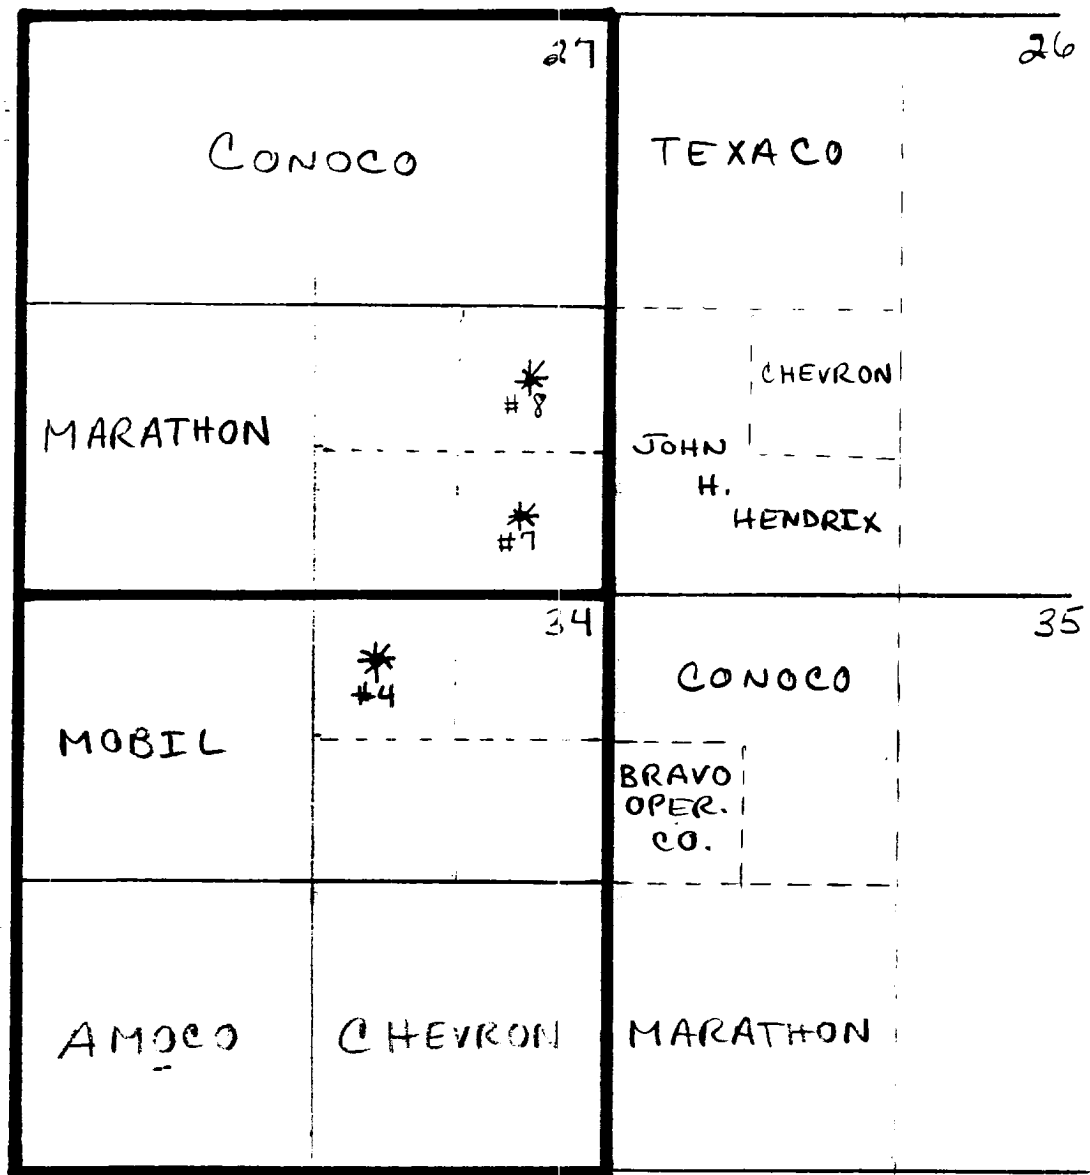 27
26
CONOCO
TEXACO
CHEVRON
#8
MARATHON
JOHN
H.
HENDRIX
#7
34
35
#4
CONOCO
MOBIL
BRAVO
OPER.
CO.
AMOCO
CHEVRON
MARATHON